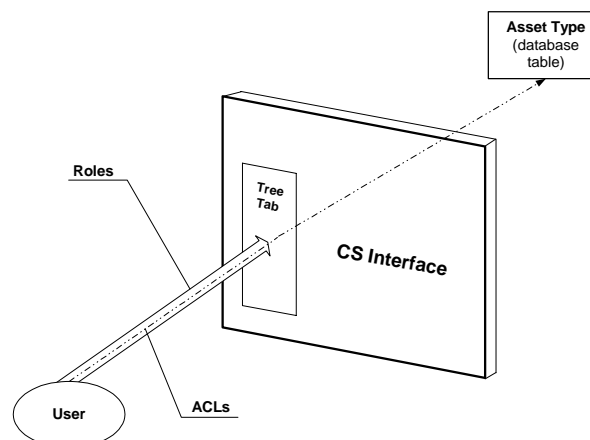 Asset Type
(database
table)
Roles
Tree
Tab
CS Interface
User
ACLs